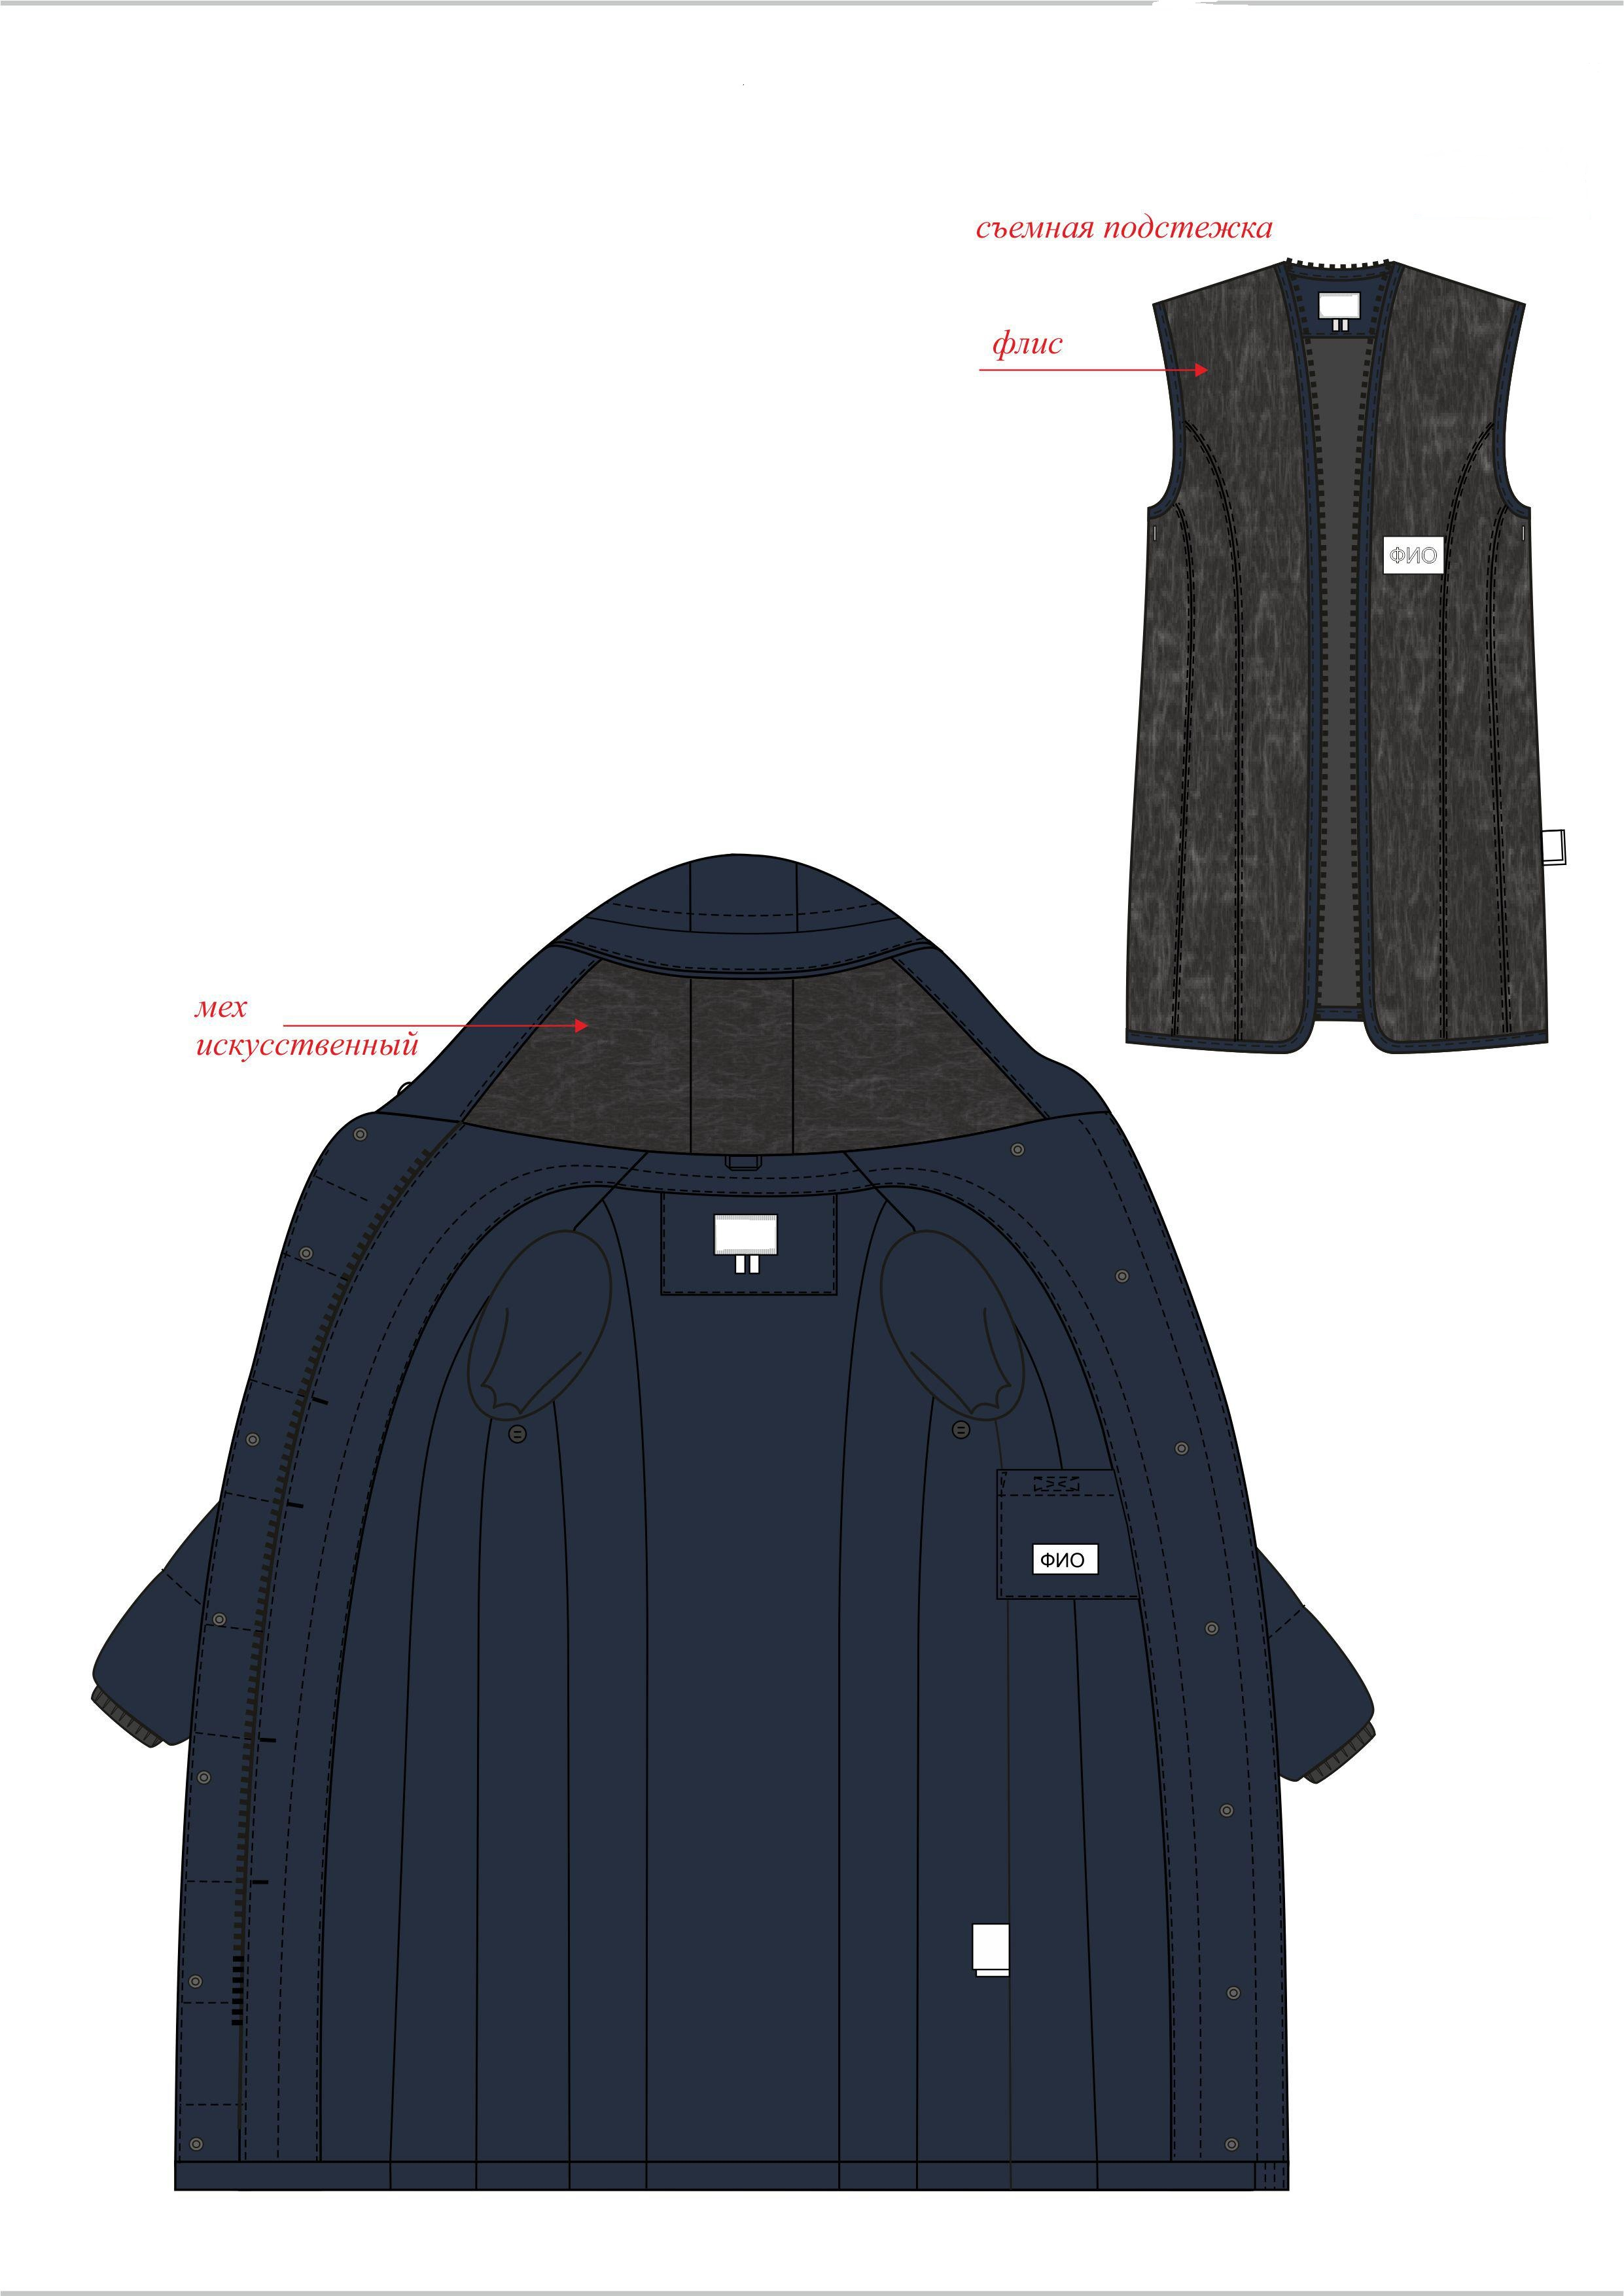 съемная подстежка
флис
ФИО
мех
искусственный
ФИО